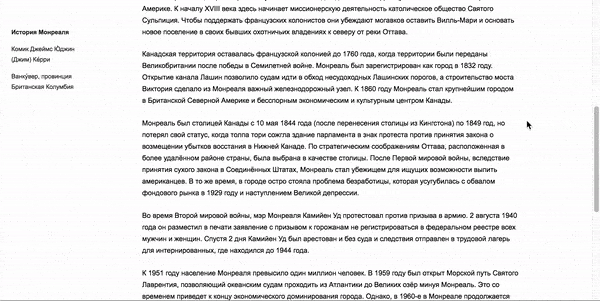 Америке. К началу XVIII века здесь начинает миссионерскую деятельность католическое общество Святого
Сульпиция. Чтобы поддержать французских колонистов они убеждают могавков оставить Вилль-Мари и основать
новое поселение в своих бывших охотничьих владениях к северу от реки Оттава.
История Монреаля
Комик Джеймс Ю́джин
(Джим) Ке́рри
Ванку́вер, провинция
Британская Колумбия
Канадская территория оставалась французской колонией до 1760 года, когда территории были переданы
Великобритании после победы в Семилетней войне. Монреаль был зарегистрирован как город в 1832 году.
Открытие канала Лашин позволило судам идти в обход несудоходных Лашинских порогов, а строительство моста
Виктория сделало из Монреаля важный железнодорожный узел. К 1860 году Монреаль стал крупнейшим городом
в Британской Северной Америке и бесспорным экономическим и культурным центром Канады.
Монреаль был столицей Канады с 10 мая 1844 года (после перенесения столицы из Кингстона) по 1849 год, но
потерял свой статус, когда толпа тори сожгла здание парламента в знак протеста против принятия закона о
возмещении убытков восстания в Нижней Канаде. По стратегическим соображениям Оттава, расположенная в
более удалённом районе страны, была выбрана в качестве столицы. После Первой мировой войны, вследствие
принятия сухого закона в Соединённых Штатах, Монреаль стал убежищем для ищущих возможности выпить
американцев. В то же время, в городе остро стояла проблема безработицы, которая усугубилась с обвалом
фондового рынка в 1929 году и наступлением Великой депрессии.
Во время Второй мировой войны, мэр Монреаля Камийен Уд протестовал против призыва в армию. 2 августа 1940
года он разместил в печати заявление с призывом к горожанам не регистрироваться в федеральном реестре всех
мужчин и женщин. Спустя 2 дня Камийен Уд был арестован и без суда и следствия отправлен в трудовой лагерь
для интернированных, где находился до 1944 года.
К 1951 году население Монреаля превысило один миллион человек. В 1959 году был открыт Морской путь Святого
Лаврентия, позволяющий океанским судам проходить из Атлантики до Великих озёр минуя Монреаль. Это со
временем приведет к концу экономического доминирования города. Однако, в 1960-е в Монреале продолжается